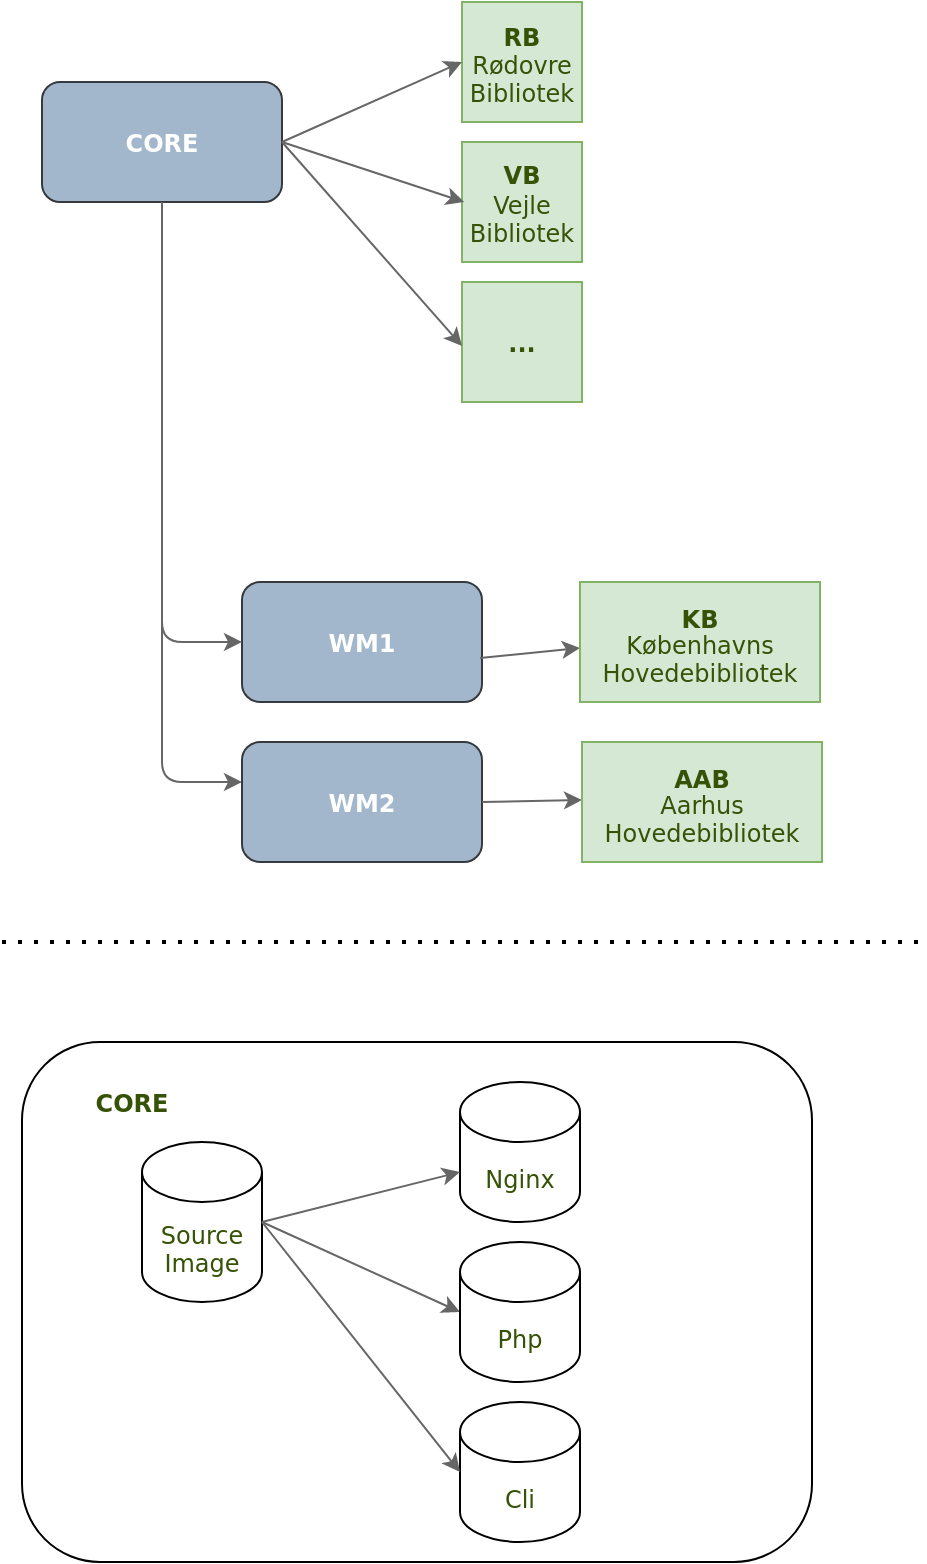 RB
Rødovre
Bibliotek
CORE
VB
Vejle
Bibliotek
...
WM1
KB
Københavns
Hovedebibliotek
WM2
AAB
Aarhus
Hovedebibliotek
CORE
Nginx
Source
Image
Php
Cli